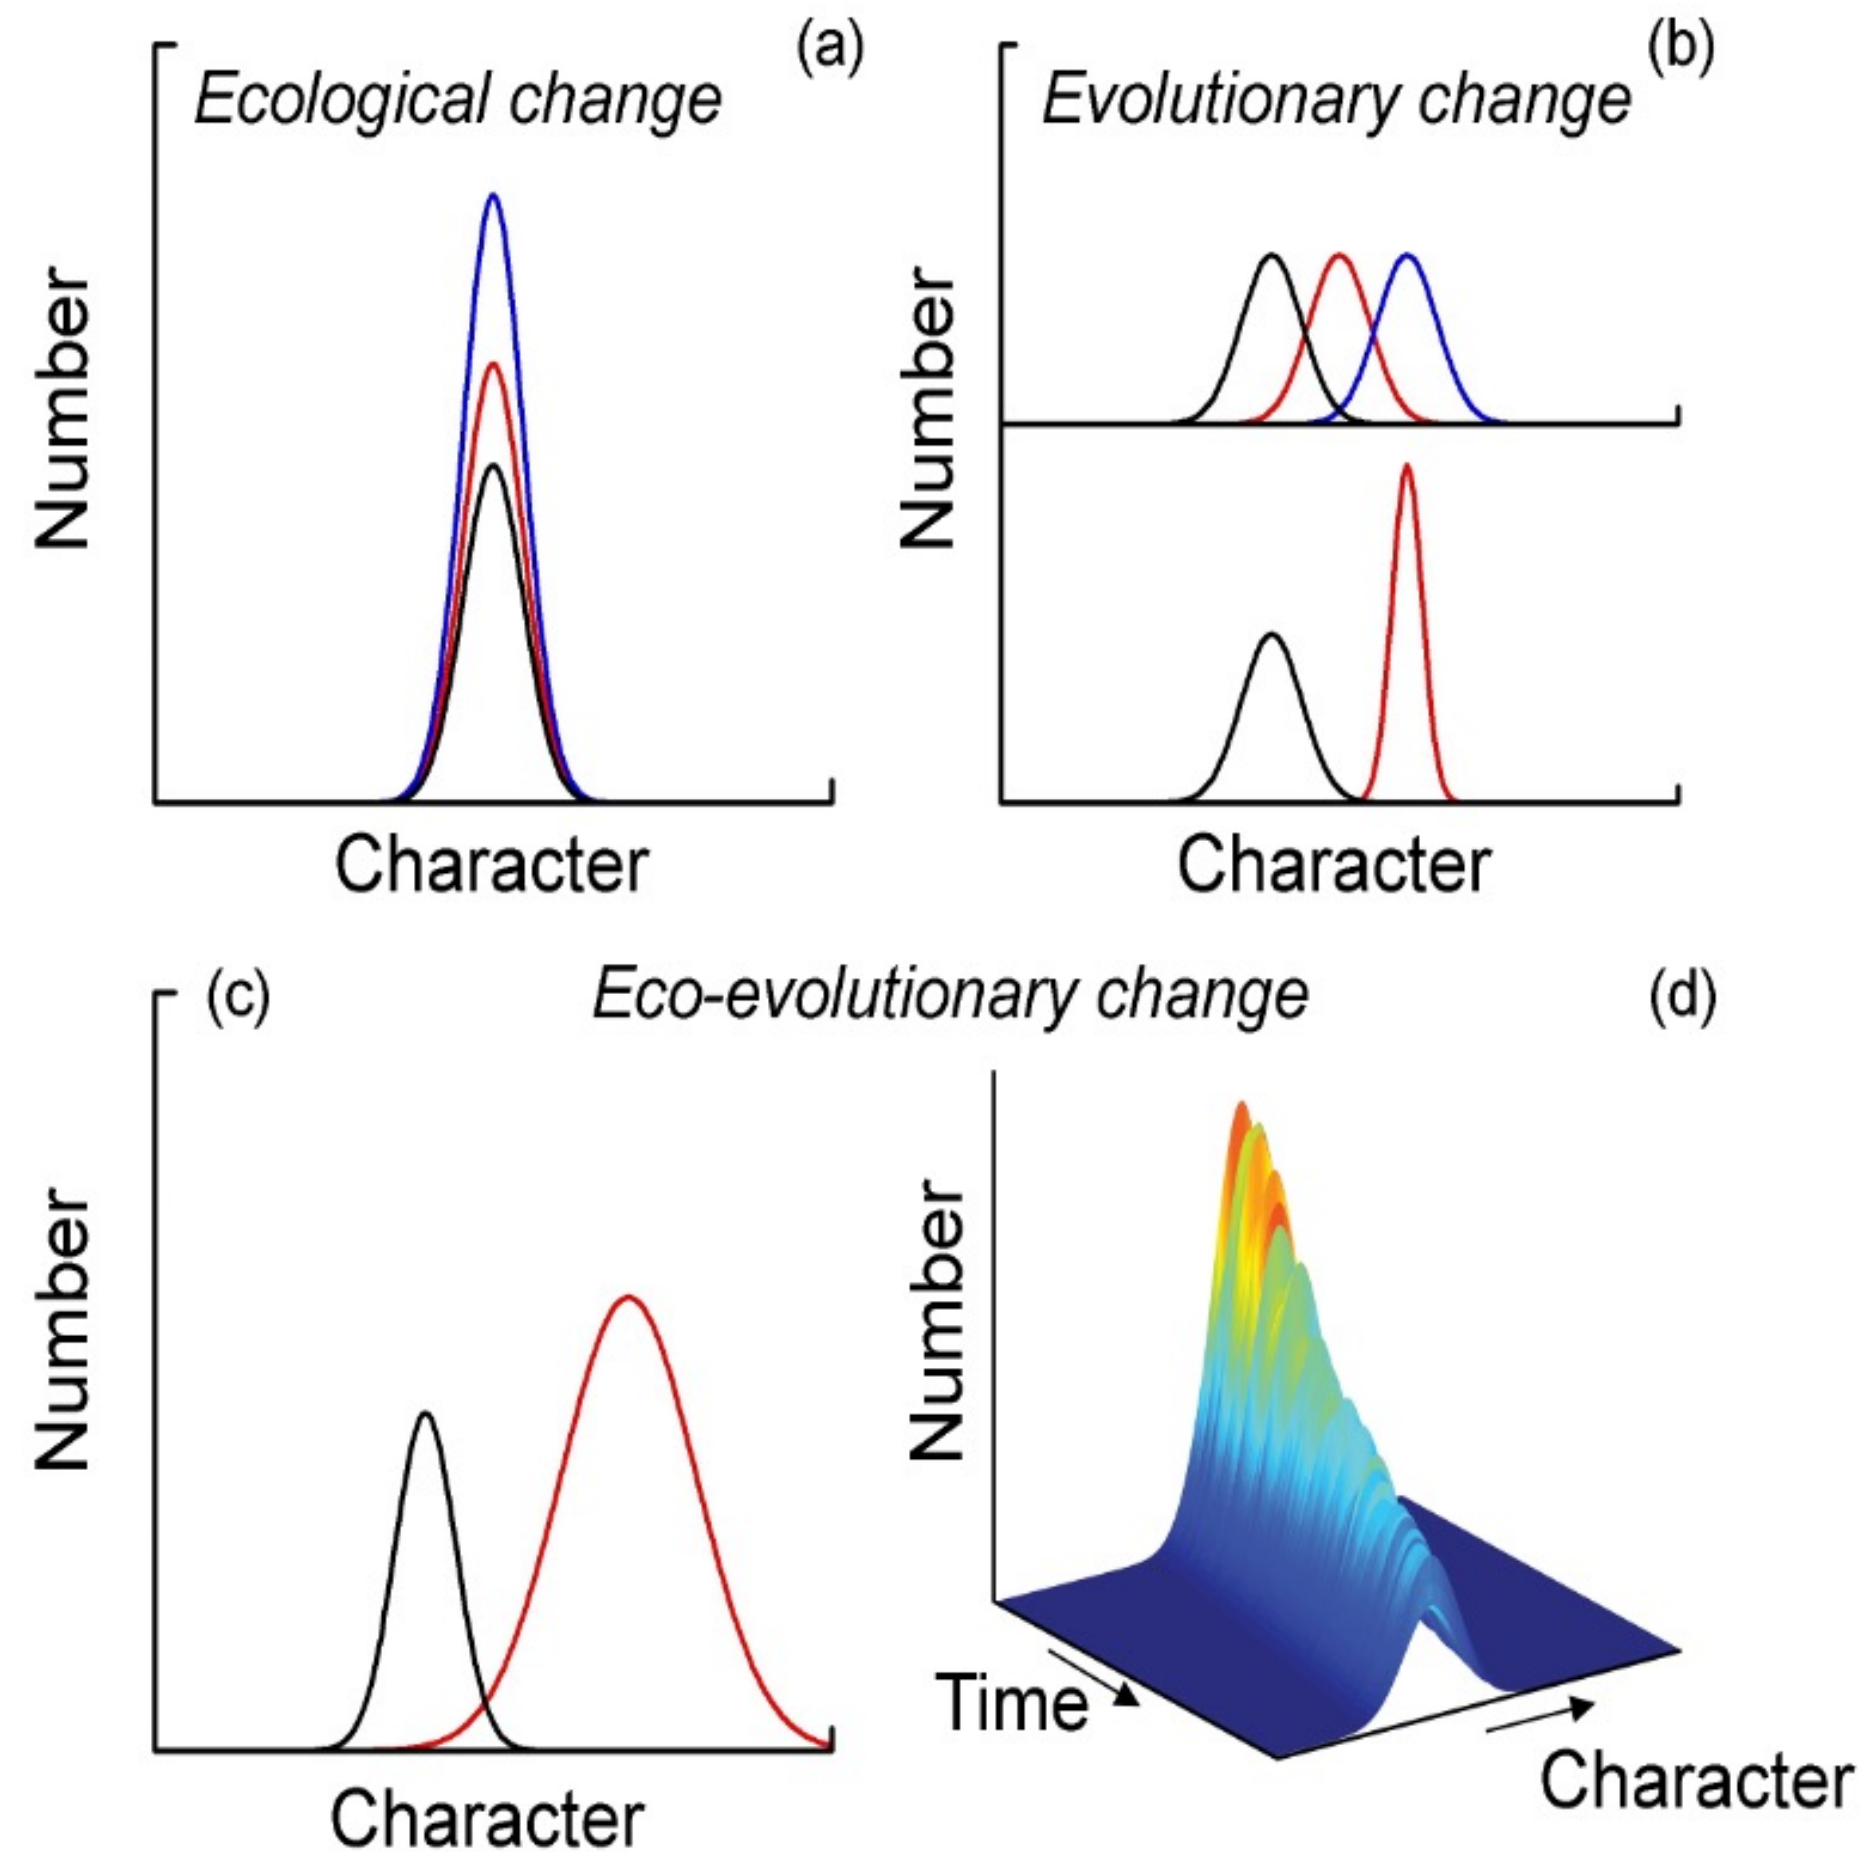 (a)
Ecological change
Number
Character
(b)
Evolutionary change
Number
Character
(c)
Eco-evolutionary change
(d)
Number
Character
Number
Time
Character